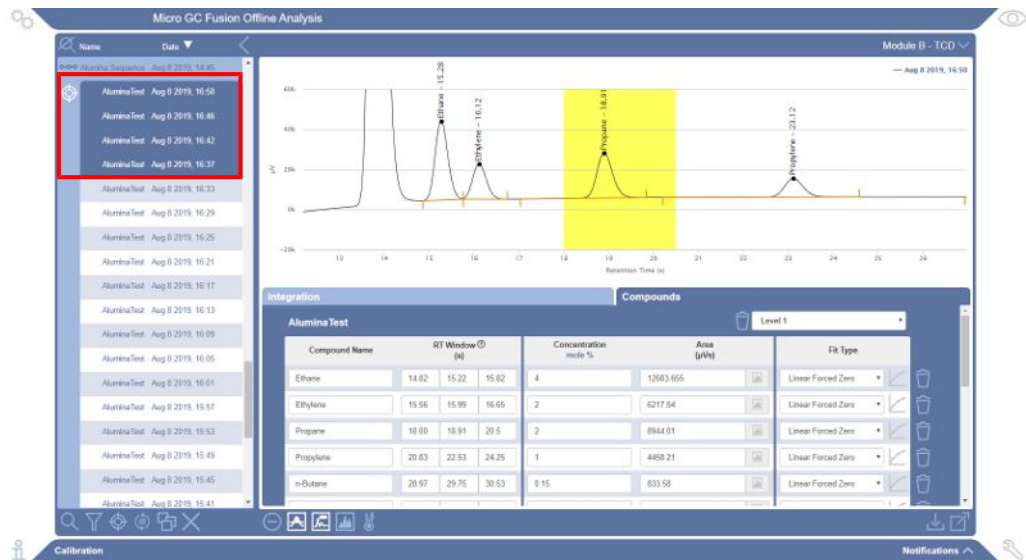 Micro GC Fusion Offline Analysis
Name Date ▼
Module B - TCD
Alumina Sequence Aug 8 2019, 14:45
AluminaTest Aug 8 2019, 16:50
AluminaTest Aug 8 2019, 16:46
AluminaTest Aug 8 2019, 16:42
AluminaTest Aug 8 2019, 16:37
AluminaTest Aug 8 2019, 16:33
AluminaTest Aug 8 2019, 16:29
AluminaTest Aug 8 2019, 16:25
AluminaTest Aug 8 2019, 16:21
AluminaTest Aug 8 2019, 16:17
AluminaTest Aug 8 2019, 16:13
AluminaTest Aug 8 2019, 16:09
AluminaTest Aug 8 2019, 16:05
AluminaTest Aug 8 2019, 16:01
AluminaTest Aug 8 2019, 15:57
AluminaTest Aug 8 2019, 15:53
AluminaTest Aug 8 2019, 15:49
AluminaTest Aug 8 2019, 15:45
AluminaTest Aug 8 2019, 15:41
— Aug 8 2019, 16:50
60k
40k
20k
0k
-20k
µV
Ethane - 15.28
Ethylene - 16.12
Propane - 18.91
Propylene - 23.12
13 14 15 16 17 18 19 20 21 22 23 24 25 26
Retention Time (s)
Integration Compounds
AluminaTest Level 1
Compound Name RT Window (s) Concentration mole % Area (µVs) Fit Type
Ethane 14.82 15.22 15.82 4 12683.655 Linear Forced Zero
Ethylene 15.56 15.99 16.65 2 6217.54 Linear Forced Zero
Propane 18.00 18.91 20.5 2 8944.01 Linear Forced Zero
Propylene 20.83 22.53 24.25 1 4458.21 Linear Forced Zero
n-Butane 28.97 29.75 30.53 0.15 833.58 Linear Forced Zero
Calibration Notifications